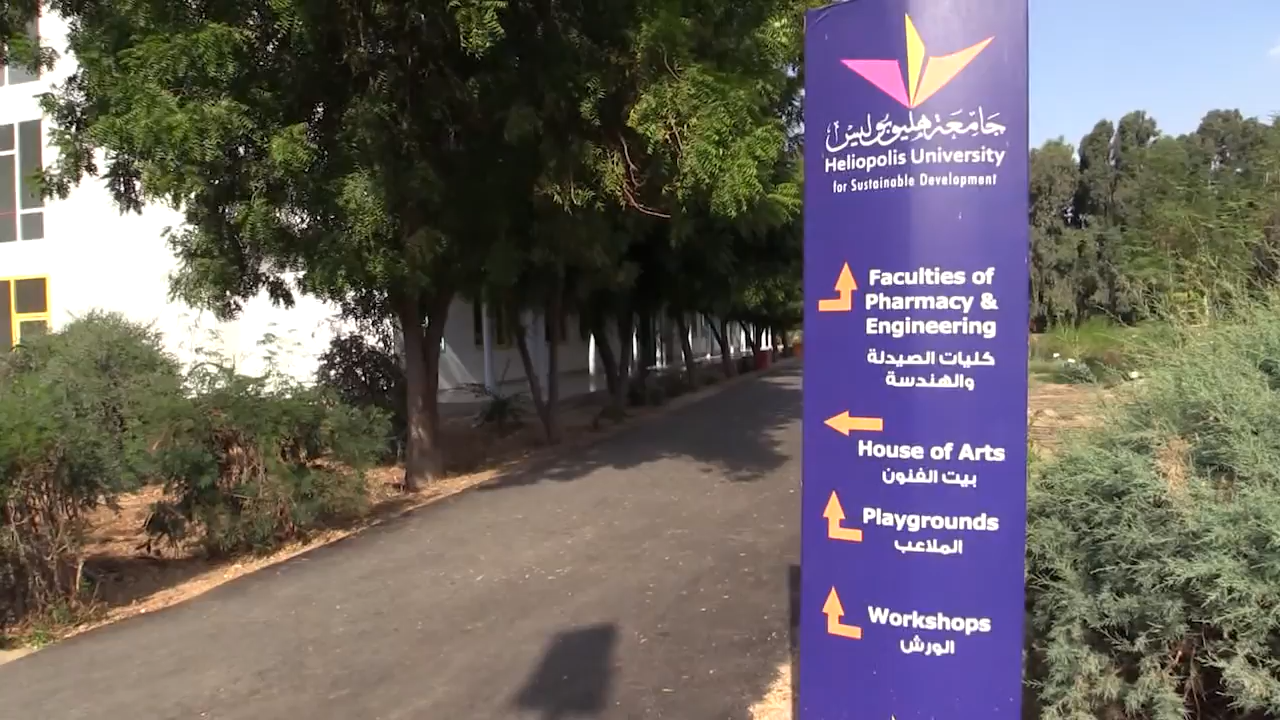 جامعة هليوبوليس
Heliopolis University
for Sustainable Development
Faculties of
Pharmacy &
Engineering
كليات الصيدلة
والهندسة
House of Arts
بيت الفنون
Playgrounds
الملاعب
Workshops
الورش